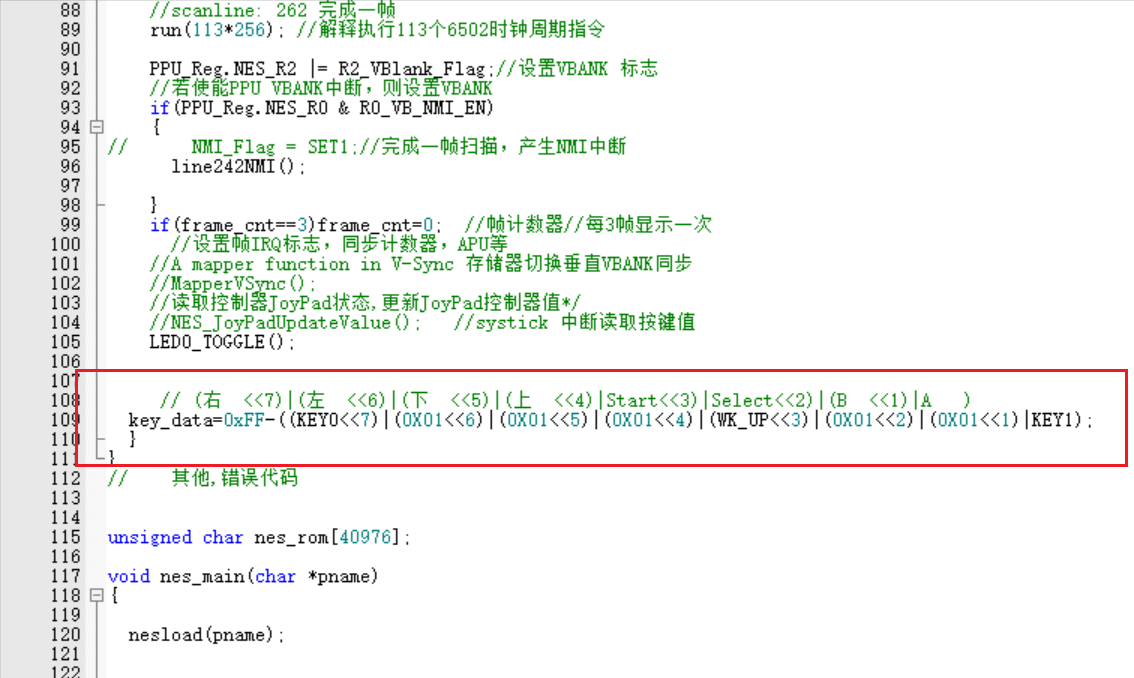 88 //scanline: 262 完成一帧
89 run(113*256); //解释执行113个6502时钟周期指令
90
91 PPU_Reg.NES_R2 |= R2_VBlank_Flag;//设置VBANK 标志
92 //若使能PPU VBANK中断，则设置VBANK
93 if(PPU_Reg.NES_R0 & R0_VB_NMI_EN)
94 {
95 // NMI_Flag = SET1;//完成一帧扫描，产生NMI中断
96 line242NMI();
97
98 }
99 if(frame_cnt==3)frame_cnt=0; //帧计数器//每3帧显示一次
100 //设置帧IRQ标志，同步计数器，APU等
101 //A mapper function in V-Sync 存储器切换垂直VBANK同步
102 //MapperVSync();
103 //读取控制器JoyPad状态,更新JoyPad控制器值*/
104 //NES_JoyPadUpdateValue(); //systick 中断读取按键值
105 LED0_TOGGLE();
106
107
108 // (右 <<7)|(左 <<6)|(下 <<5)|(上 <<4)|Start<<3)|Select<<2)|(B <<1)|A )
109 key_data=0xFF-((KEY0<<7)|(0X01<<6)|(0X01<<5)|(0X01<<4)|(WK_UP<<3)|(0X01<<2)|(0X01<<1)|KEY1);
110 }
111 }
112 // 其他,错误代码
113
114
115 unsigned char nes_rom[40976];
116
117 void nes_main(char *pname)
118 {
119
120 nesload(pname);
121
122